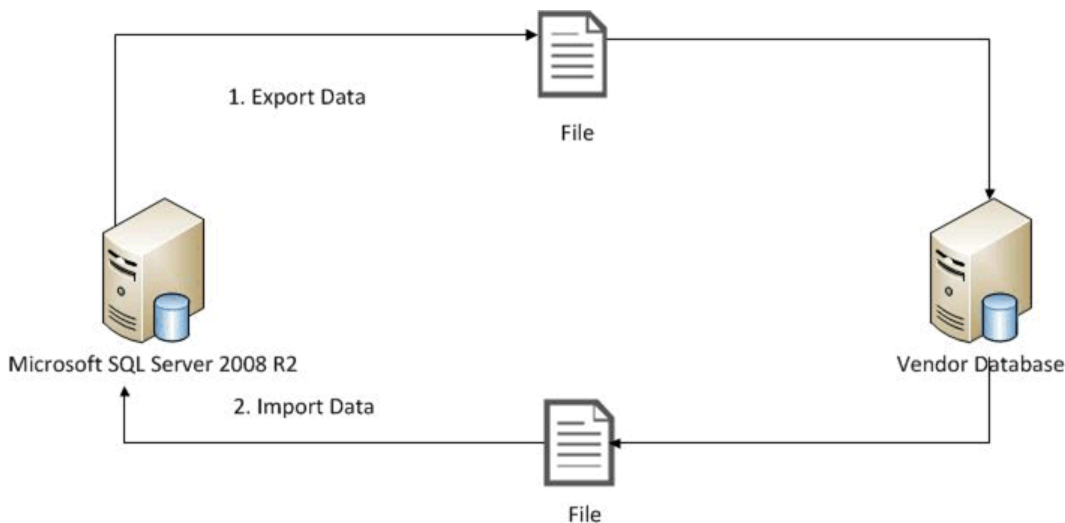 1. Export Data
File
Microsoft SQL Server 2008 R2
Vendor Database
2. Import Data
File